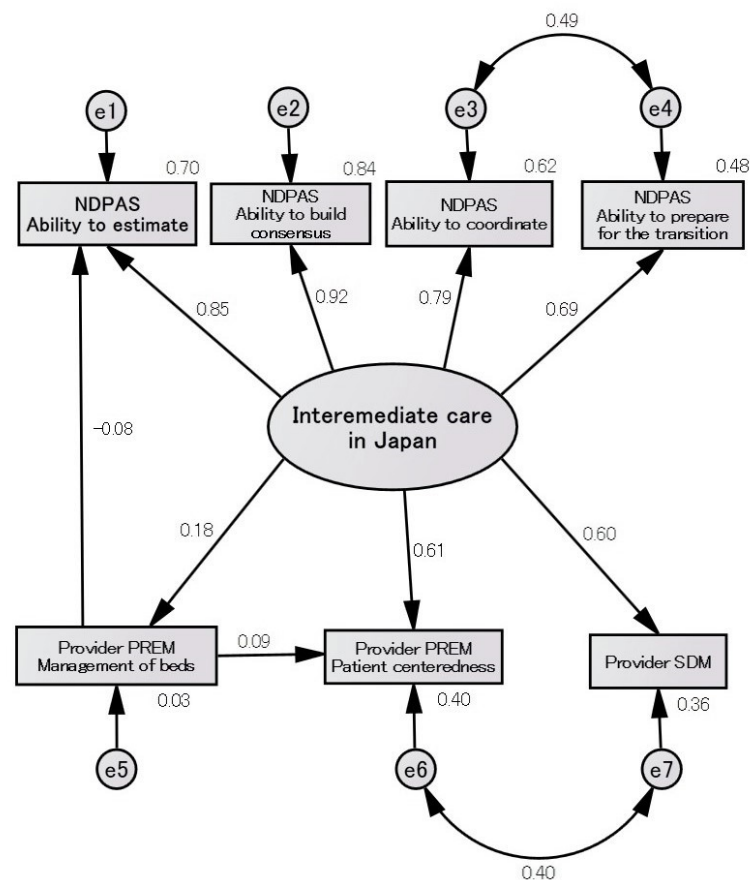 0.49
e1
e2
e3
e4
0.70
0.84
0.62
0.48
NDPAS
Ability to estimate
NDPAS
Ability to build
consensus
NDPAS
Ability to coordinate
NDPAS
Ability to prepare
for the transition
0.85
0.92
0.79
0.69
Interemediate care
in Japan
-0.08
0.18
0.61
0.60
Provider PREM
Management of beds
0.09
Provider PREM
Patient centeredness
Provider SDM
0.03
0.40
0.36
e5
e6
e7
0.40